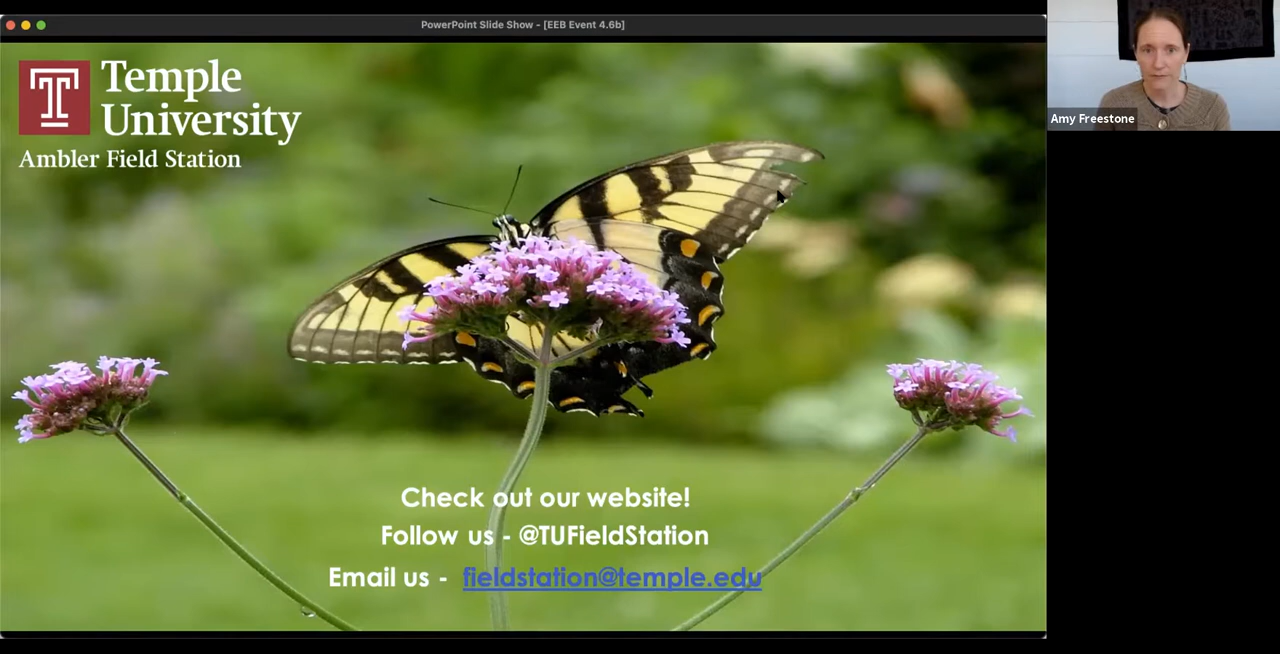 PowerPoint Slide Show - [EEB Event 4.6b]
Temple
University
Ambler Field Station
Amy Freestone
Check out our website!
Follow us - @TUFieldStation
Email us - fieldstation@temple.edu